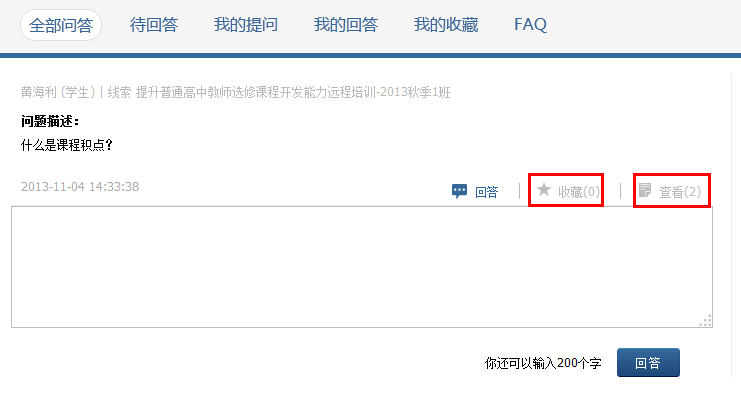 全部问答 待回答 我的提问 我的回答 我的收藏 FAQ
黄海利 (学生) | 线索 提升普通高中教师选修课程开发能力远程培训-2013秋季1班
问题描述：
什么是课程积点？
2013-11-04 14:33:38 回答 | 收藏(0) | 查看(2)
你还可以输入200个字 回答